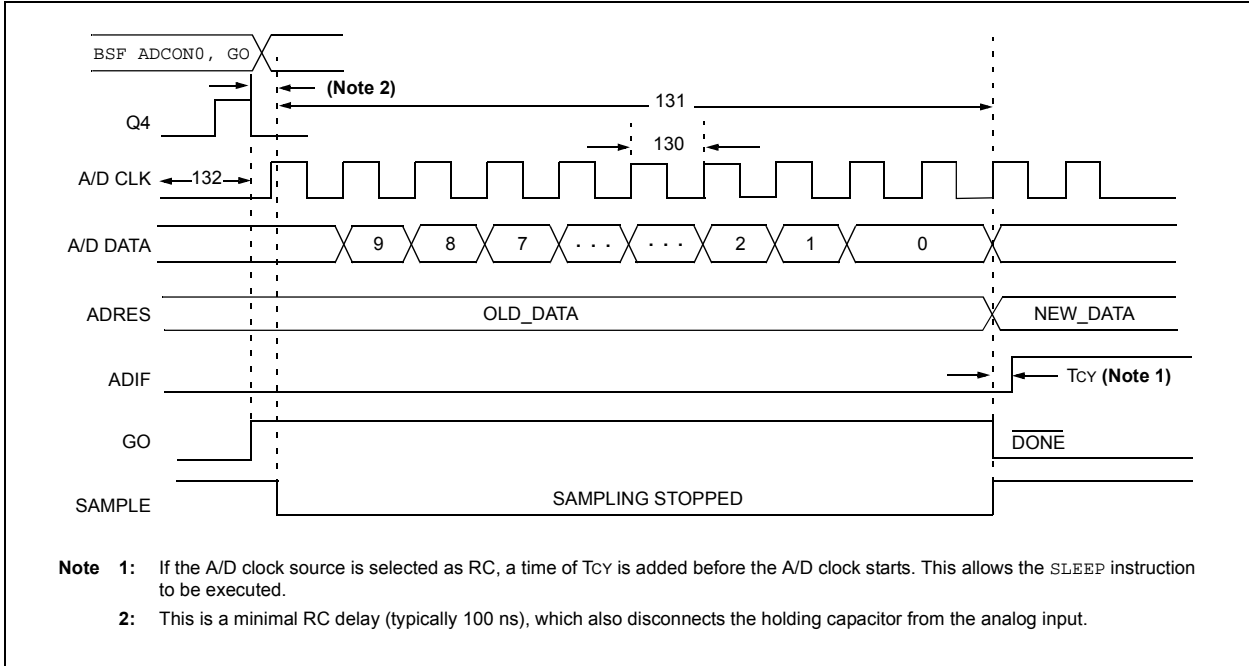 BSF ADCON0, GO
(Note 2)
131
Q4
130
A/D CLK
132
A/D DATA
9 8 7 . . . . . . 2 1 0
ADRES
OLD_DATA
NEW_DATA
ADIF
TCY (Note 1)
GO
DONE
SAMPLE
SAMPLING STOPPED
Note 1: If the A/D clock source is selected as RC, a time of TCY is added before the A/D clock starts. This allows the SLEEP instruction
to be executed.
2: This is a minimal RC delay (typically 100 ns), which also disconnects the holding capacitor from the analog input.